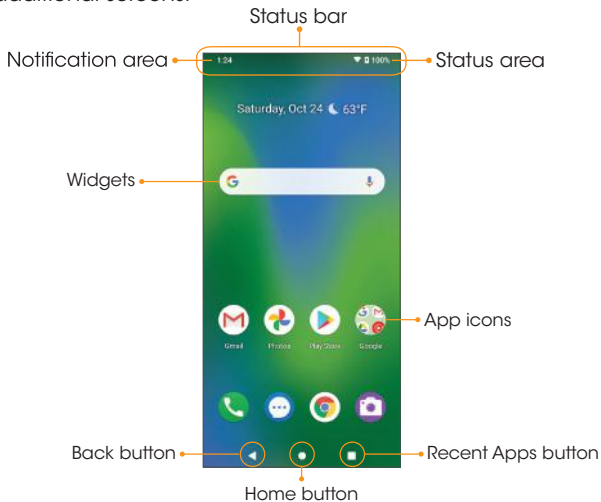 additional screens.
Status bar
Notification area
1:24
100%
Status area
Saturday, Oct 24 63°F
Widgets
G
App icons
Gmail Photos Play Store Google
Back button
Recent Apps button
Home button